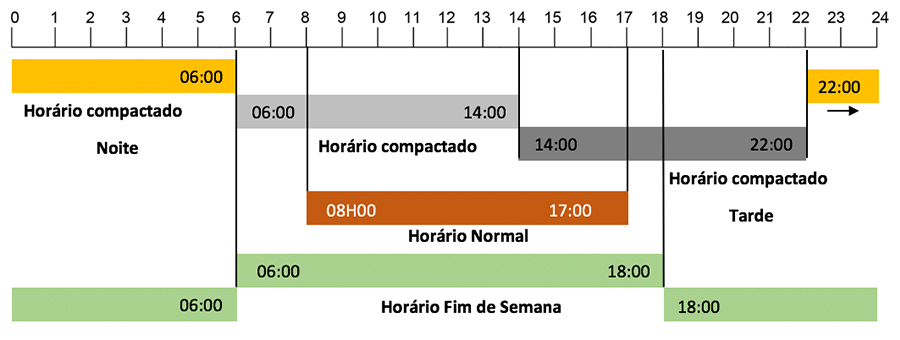 0 1 2 3 4 5 6 7 8 9 10 11 12 13 14 15 16 17 18 19 20 21 22 23 24
06:00
22:00
Horário compactado
Noite
06:00 14:00
Horário compactado
14:00 22:00
Horário compactado
Tarde
08H00 17:00
Horário Normal
06:00 18:00
06:00
Horário Fim de Semana
18:00